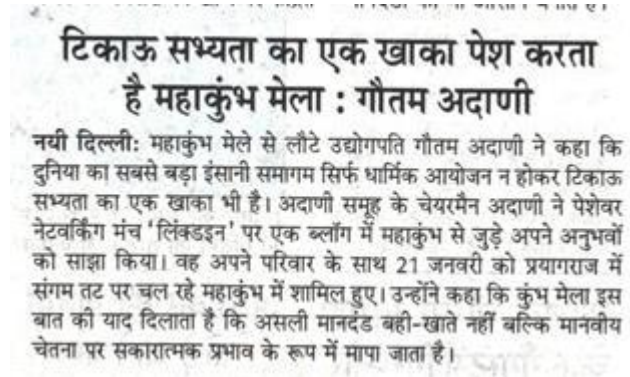 टिकाऊ सभ्यता का एक खाका पेश करता
है महाकुंभ मेला : गौतम अदाणी
नयी दिल्ली: महाकुंभ मेले से लौटे उद्योगपति गौतम अदाणी ने कहा कि
दुनिया का सबसे बड़ा इंसानी समागम सिर्फ धार्मिक आयोजन न होकर टिकाऊ
सभ्यता का एक खाका भी है। अदाणी समूह के चेयरमैन अदाणी ने पेशेवर
नेटवर्किंग मंच ‘लिंक्डइन’ पर एक ब्लॉग में महाकुंभ से जुड़े अपने अनुभवों
को साझा किया। वह अपने परिवार के साथ 21 जनवरी को प्रयागराज में
संगम तट पर चल रहे महाकुंभ में शामिल हुए। उन्होंने कहा कि कुंभ मेला इस
बात की याद दिलाता है कि असली मानदंड बही-खाते नहीं बल्कि मानवीय
चेतना पर सकारात्मक प्रभाव के रूप में मापा जाता है।